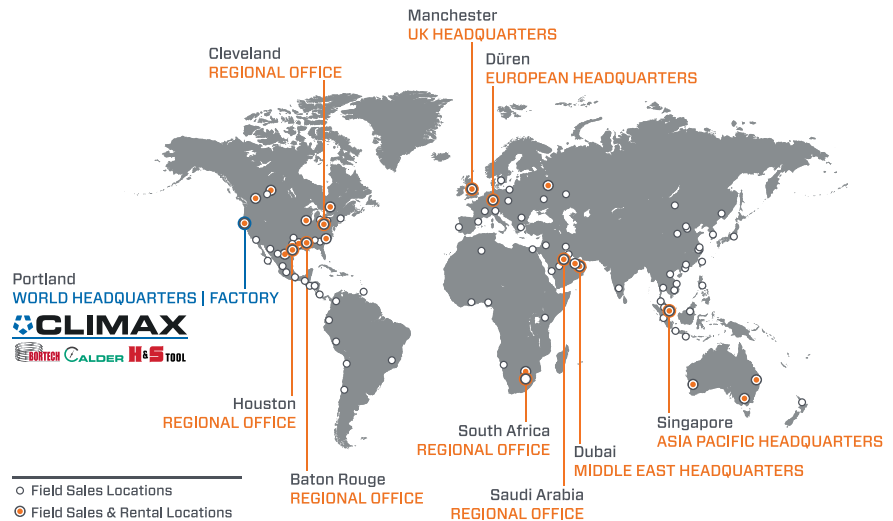 Manchester
UK HEADQUARTERS
Cleveland
REGIONAL OFFICE
Düren
EUROPEAN HEADQUARTERS
Portland
WORLD HEADQUARTERS | FACTORY
CLIMAX
BORTECH CALDER H&S TOOL
Houston
REGIONAL OFFICE
Baton Rouge
REGIONAL OFFICE
South Africa
REGIONAL OFFICE
Saudi Arabia
REGIONAL OFFICE
Dubai
MIDDLE EAST HEADQUARTERS
Singapore
ASIA PACIFIC HEADQUARTERS
Field Sales Locations
Field Sales & Rental Locations